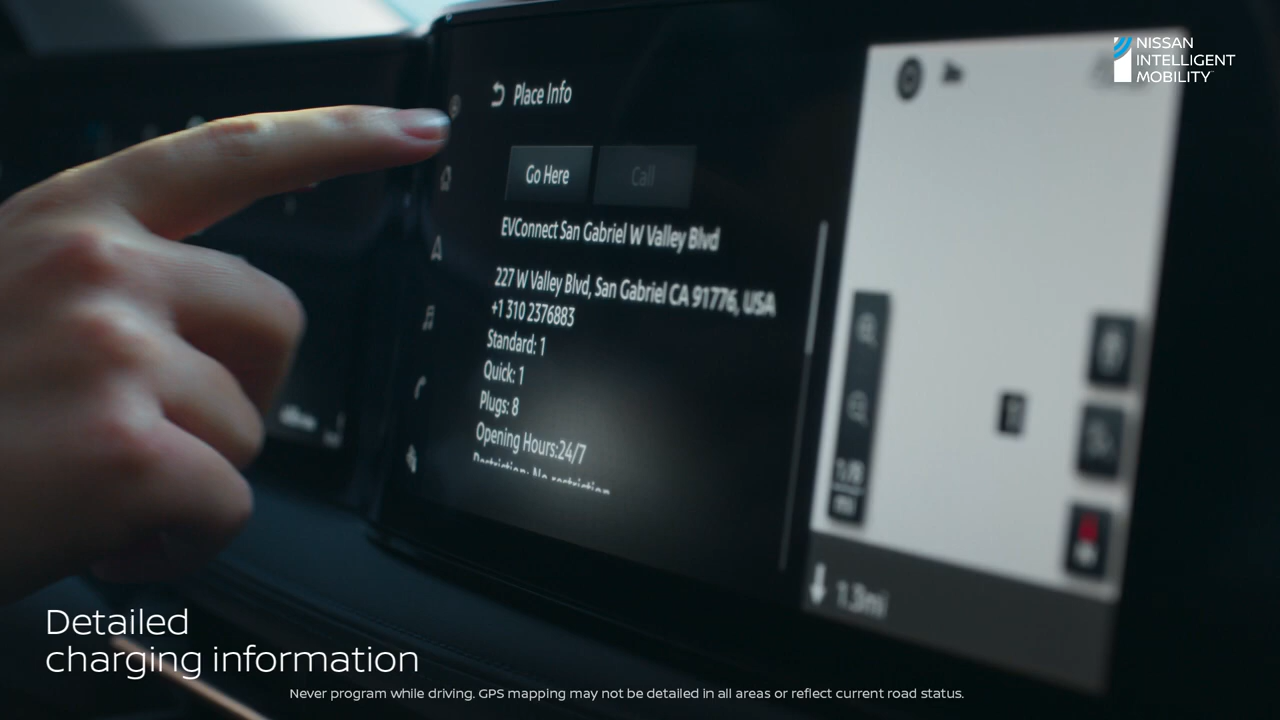 NISSAN
INTELLIGENT
MOBILITY
Place Info
Go Here
Call
EVConnect San Gabriel W Valley Blvd
227 W Valley Blvd, San Gabriel CA 91776, USA
+1 310 2376883
Standard: 1
Quick: 1
Plugs: 8
Opening Hours:24/7
Restriction: No restriction
1.3mi
Detailed
charging information
Never program while driving. GPS mapping may not be detailed in all areas or reflect current road status.